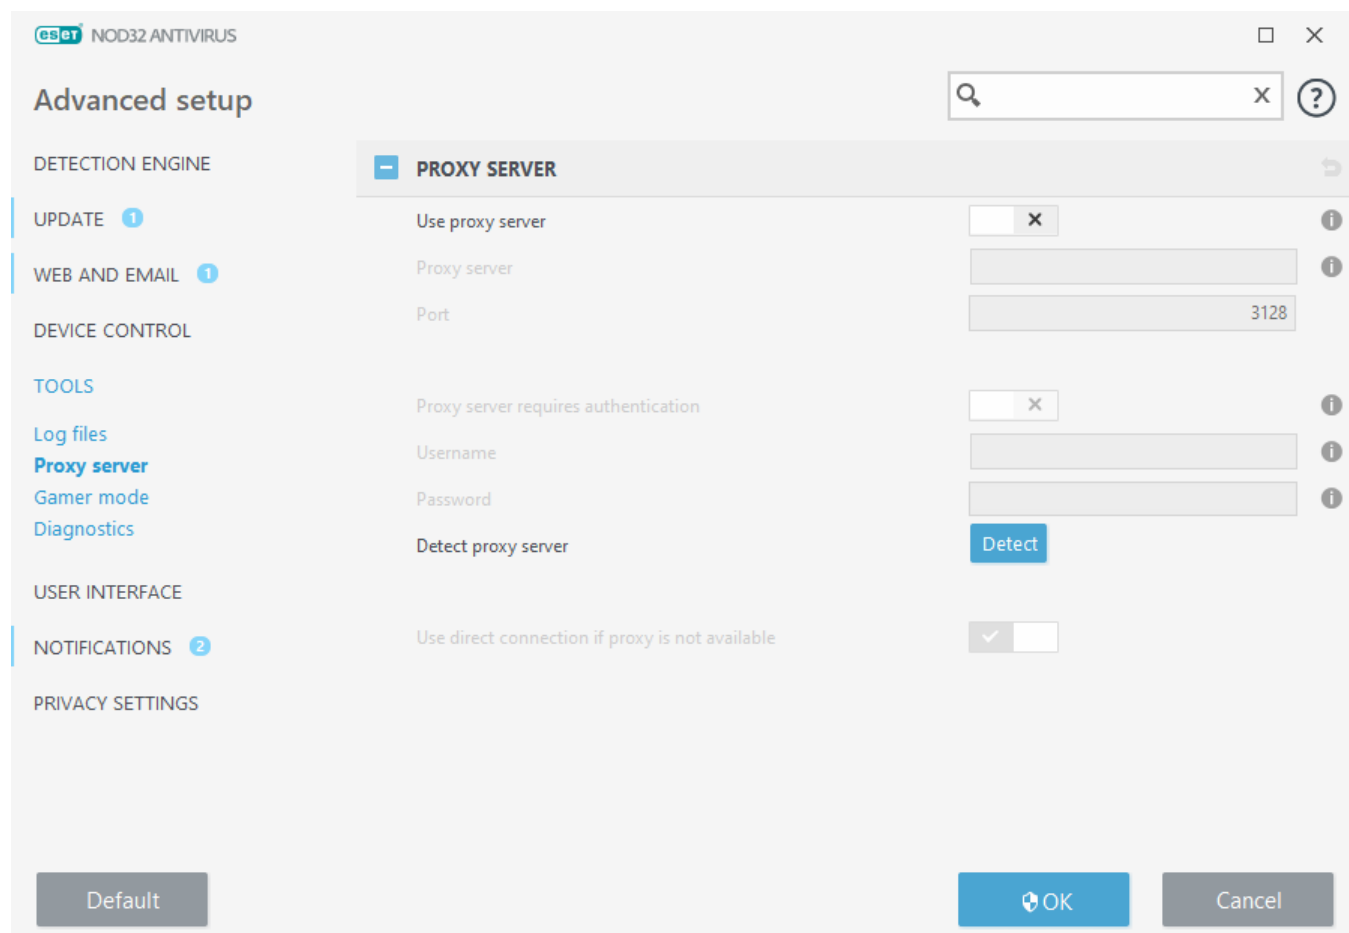 eset NOD32 ANTIVIRUS
Advanced setup
x
?
DETECTION ENGINE
UPDATE 1
WEB AND EMAIL 1
DEVICE CONTROL
TOOLS
Log files
Proxy server
Gamer mode
Diagnostics
USER INTERFACE
NOTIFICATIONS 2
PRIVACY SETTINGS
PROXY SERVER
Use proxy server
Proxy server
Port 3128
Proxy server requires authentication
Username
Password
Detect proxy server Detect
Use direct connection if proxy is not available
Default
OK
Cancel